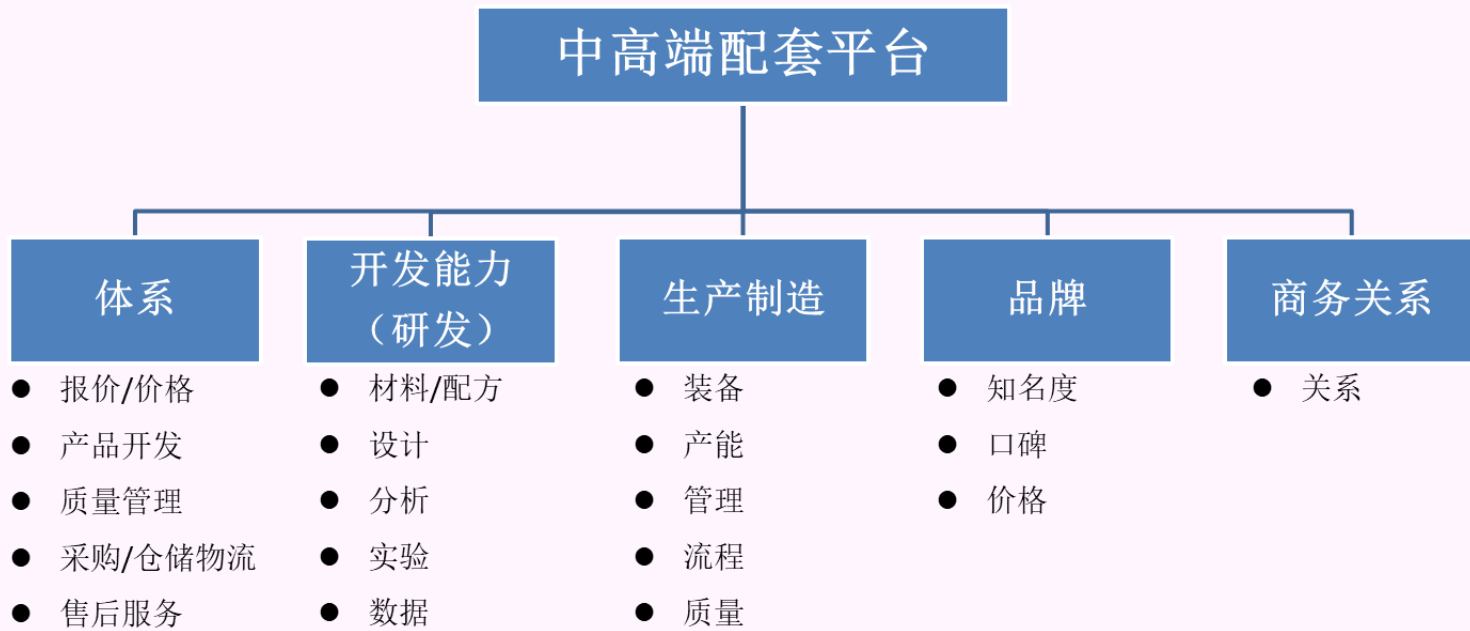 中高端配套平台
体系
报价/价格
产品开发
质量管理
采购/仓储物流
售后服务
开发能力
（研发）
材料/配方
设计
分析
实验
数据
生产制造
装备
产能
管理
流程
质量
品牌
知名度
口碑
价格
商务关系
关系